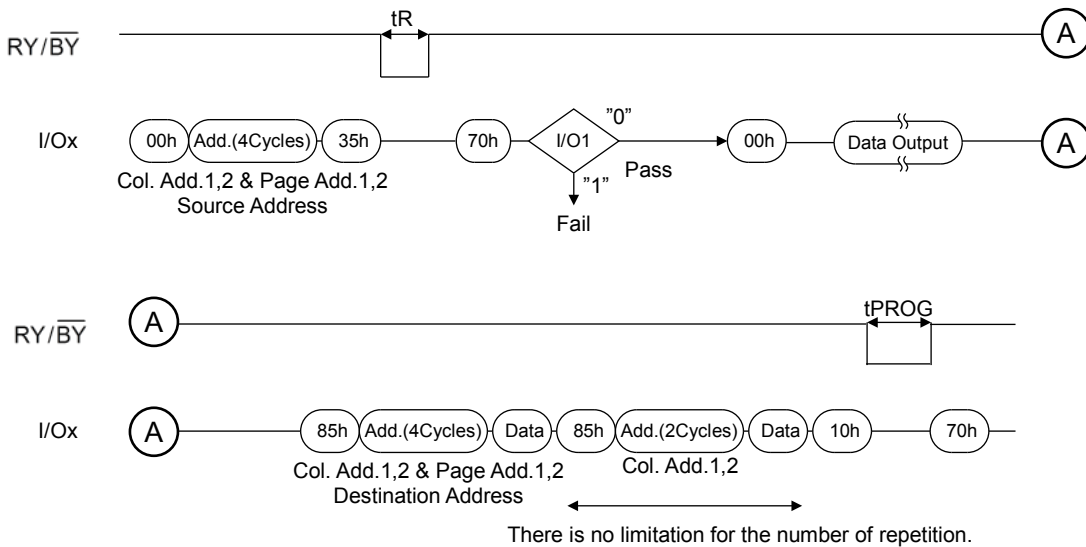 tR
RY/BY
A
I/Ox
00h Add.(4Cycles) 35h 70h I/O1 "0" Pass 00h Data Output A
"1"
Fail
Col. Add.1,2 & Page Add.1,2
Source Address
RY/BY A tPROG
I/Ox A 85h Add.(4Cycles) Data 85h Add.(2Cycles) Data 10h 70h
Col. Add.1,2 & Page Add.1,2 Col. Add.1,2
Destination Address
There is no limitation for the number of repetition.